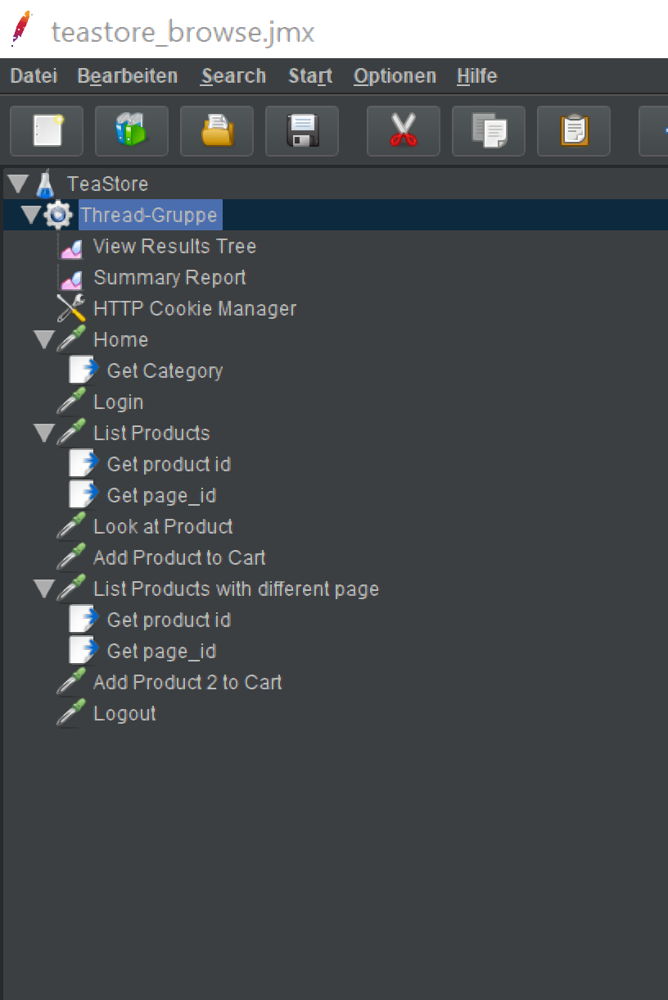 teastore_browse.jmx
Datei Bearbeiten Search Start Optionen Hilfe
TeaStore
Thread-Gruppe
View Results Tree
Summary Report
HTTP Cookie Manager
Home
Get Category
Login
List Products
Get product id
Get page_id
Look at Product
Add Product to Cart
List Products with different page
Get product id
Get page_id
Add Product 2 to Cart
Logout